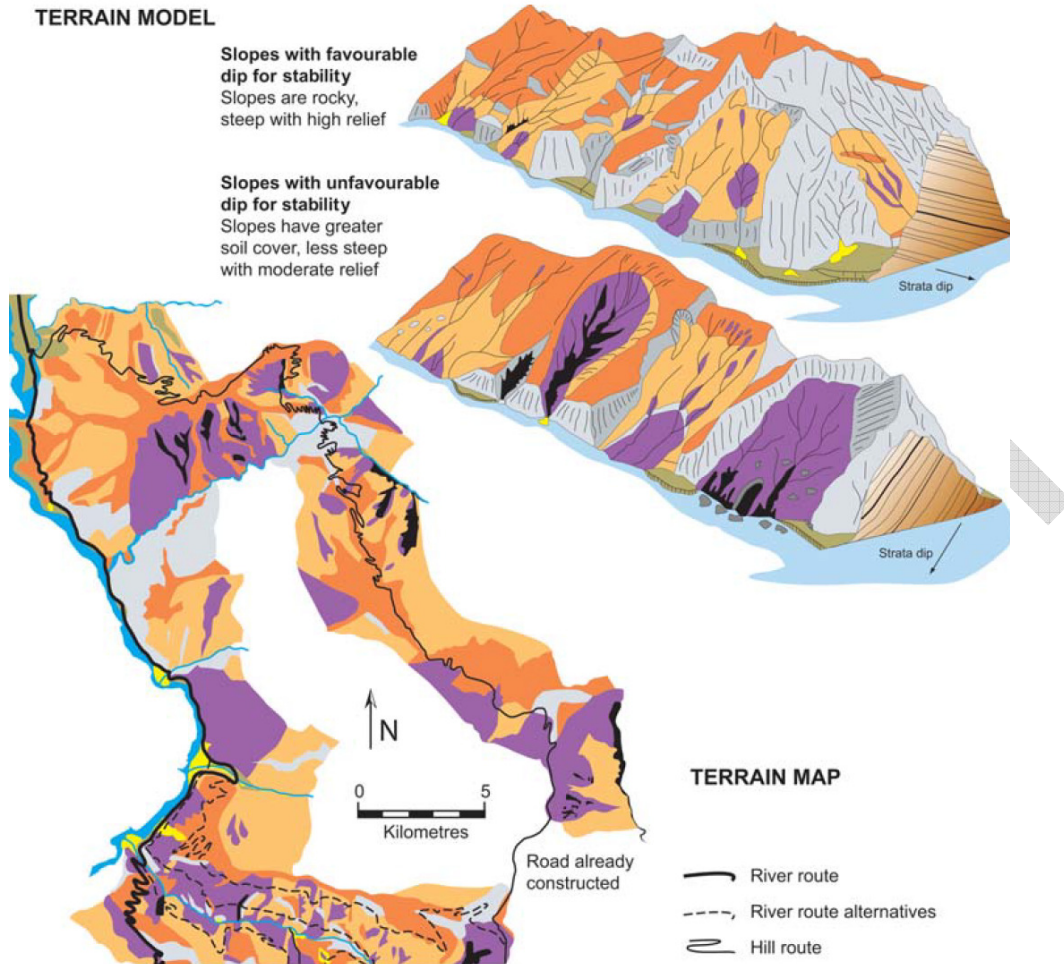 TERRAIN MODEL
Slopes with favourable
dip for stability
Slopes are rocky,
steep with high relief
Strata dip
Slopes with unfavourable
dip for stability
Slopes have greater
soil cover, less steep
with moderate relief
Strata dip
N
0 5
Kilometres
Road already
constructed
TERRAIN MAP
River route
River route alternatives
Hill route